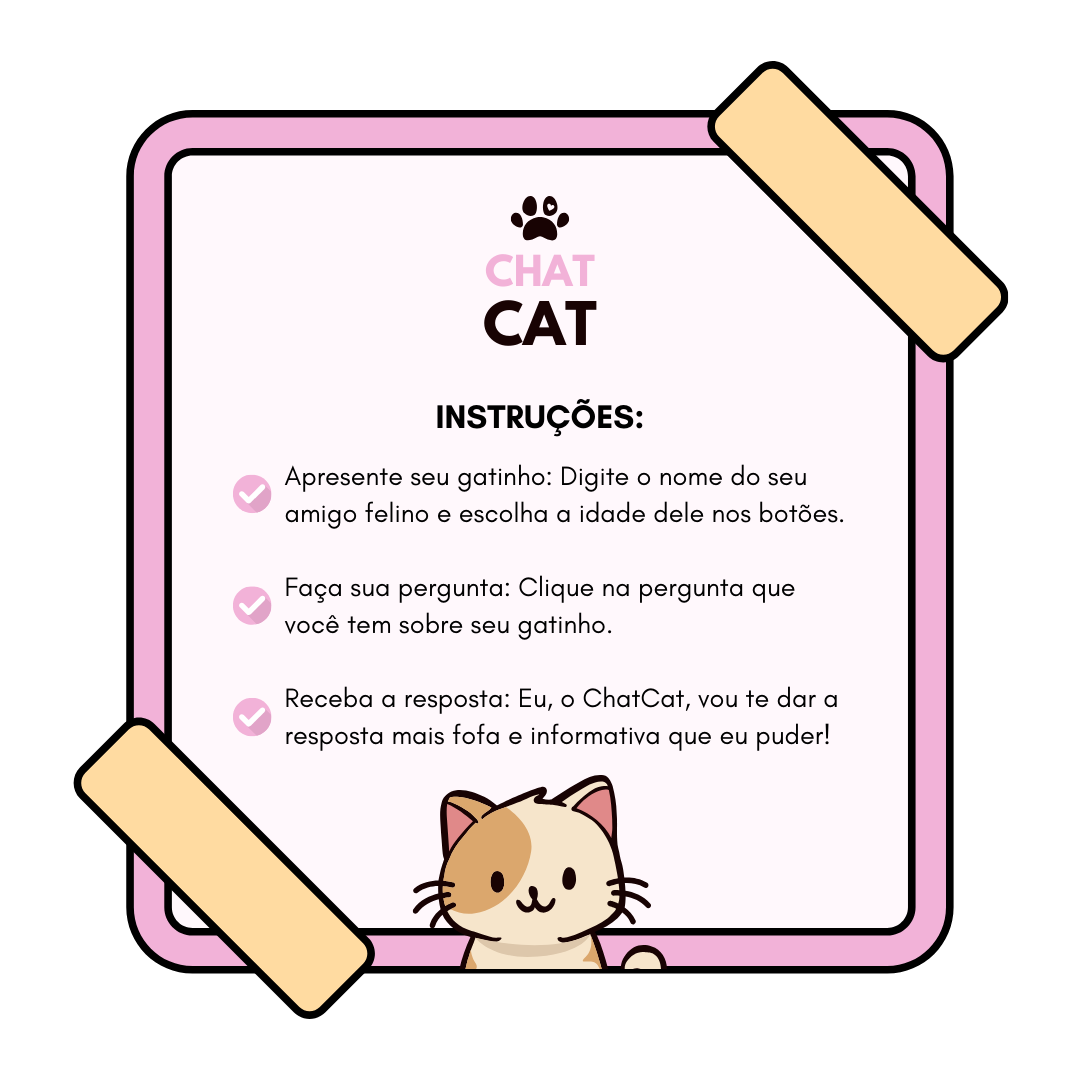 CHAT
CAT
INSTRUÇÕES:
Apresente seu gatinho: Digite o nome do seu
amigo felino e escolha a idade dele nos botões.
Faça sua pergunta: Clique na pergunta que
você tem sobre seu gatinho.
Receba a resposta: Eu, o ChatCat, vou te dar a
resposta mais fofa e informativa que eu puder!